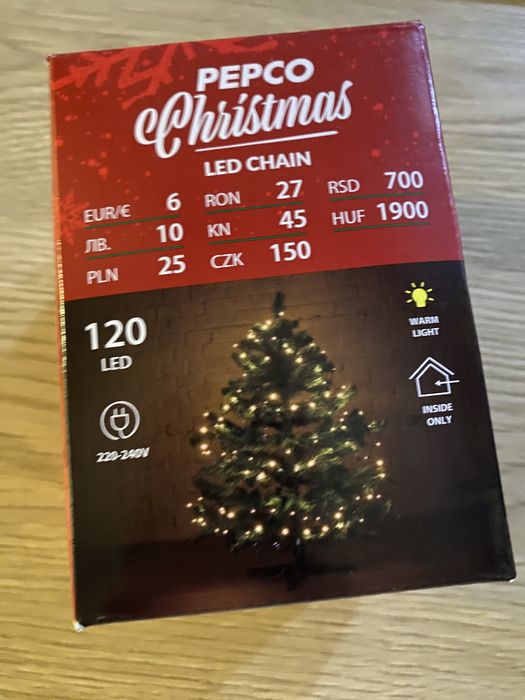 PEPCO
Christmas
LED CHAIN
EUR/€ 6
ЛВ. 10
PLN 25
RON 27
KN 45
CZK 150
RSD 700
HUF 1900
120
LED
220-240V
WARM
LIGHT
INSIDE
ONLY